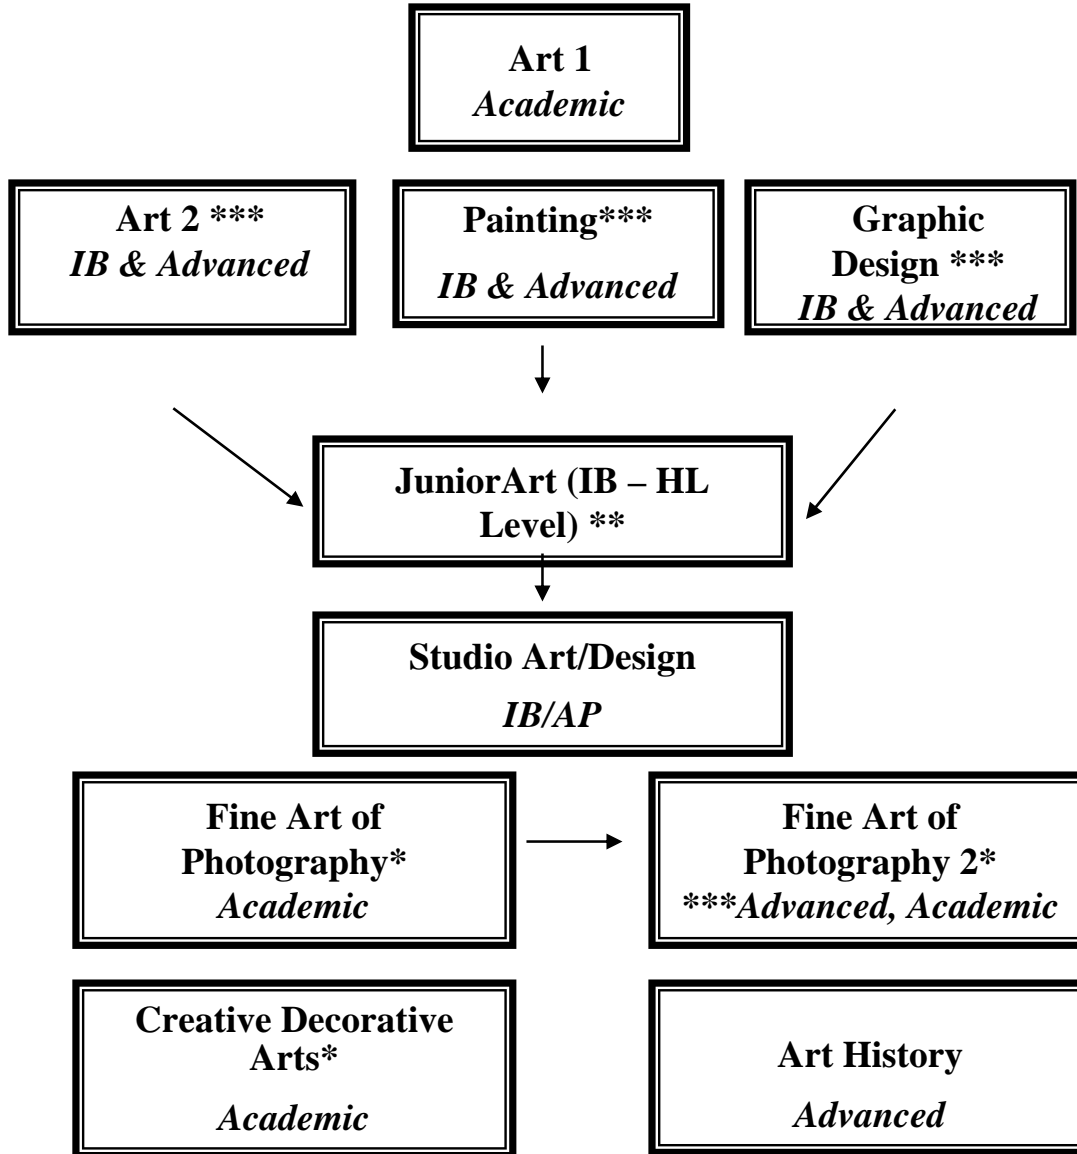 Art 1
Academic
Art 2 ***
IB & Advanced
Painting***
IB & Advanced
Graphic
Design ***
IB & Advanced
JuniorArt (IB – HL
Level) **
Studio Art/Design
IB/AP
Fine Art of
Photography*
Academic
Fine Art of
Photography 2*
***Advanced, Academic
Creative Decorative
Arts*
Academic
Art History
Advanced